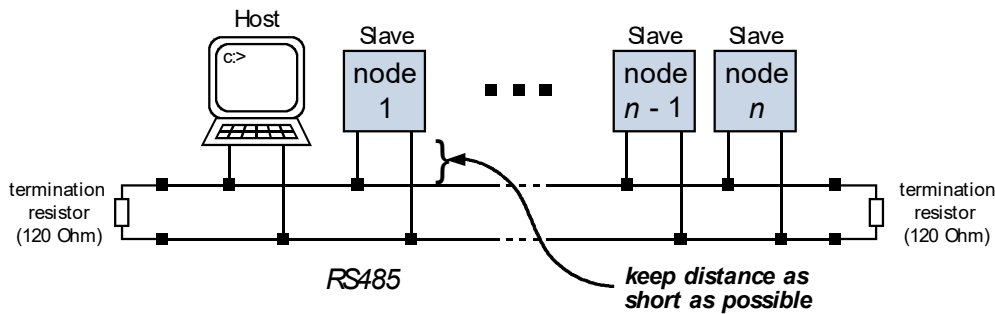 Host
c:>
Slave
node
1
Slave
node
n - 1
Slave
node
n
termination
resistor
(120 Ohm)
termination
resistor
(120 Ohm)
RS485
keep distance as
short as possible